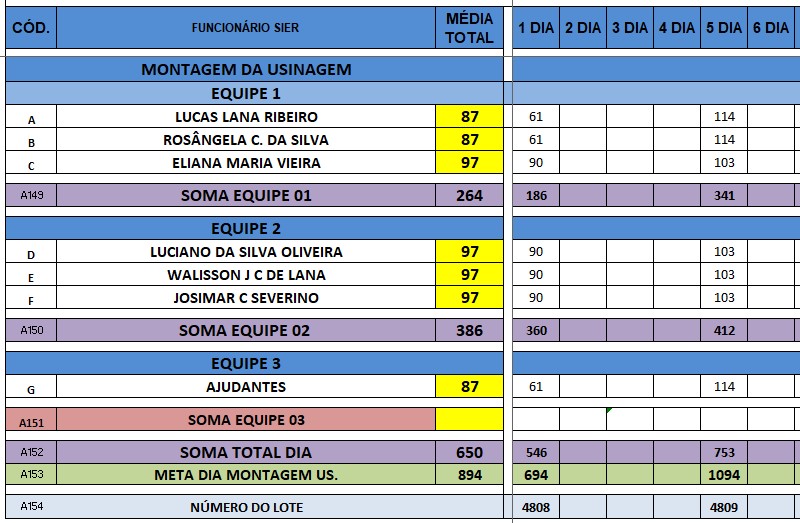 CÓD. FUNCIONÁRIO SIER MÉDIA TOTAL 1 DIA 2 DIA 3 DIA 4 DIA 5 DIA 6 DIA
MONTAGEM DA USINAGEM
EQUIPE 1
A LUCAS LANA RIBEIRO 87 61 114
B ROSÂNGELA C. DA SILVA 87 61 114
C ELIANA MARIA VIEIRA 97 90 103
A149 SOMA EQUIPE 01 264 186 341
EQUIPE 2
D LUCIANO DA SILVA OLIVEIRA 97 90 103
E WALISSON J C DE LANA 97 90 103
F JOSIMAR C SEVERINO 97 90 103
A150 SOMA EQUIPE 02 386 360 412
EQUIPE 3
G AJUDANTES 87 61 114
A151 SOMA EQUIPE 03
A152 SOMA TOTAL DIA 650 546 753
A153 META DIA MONTAGEM US. 894 694 1094
A154 NÚMERO DO LOTE 4808 4809